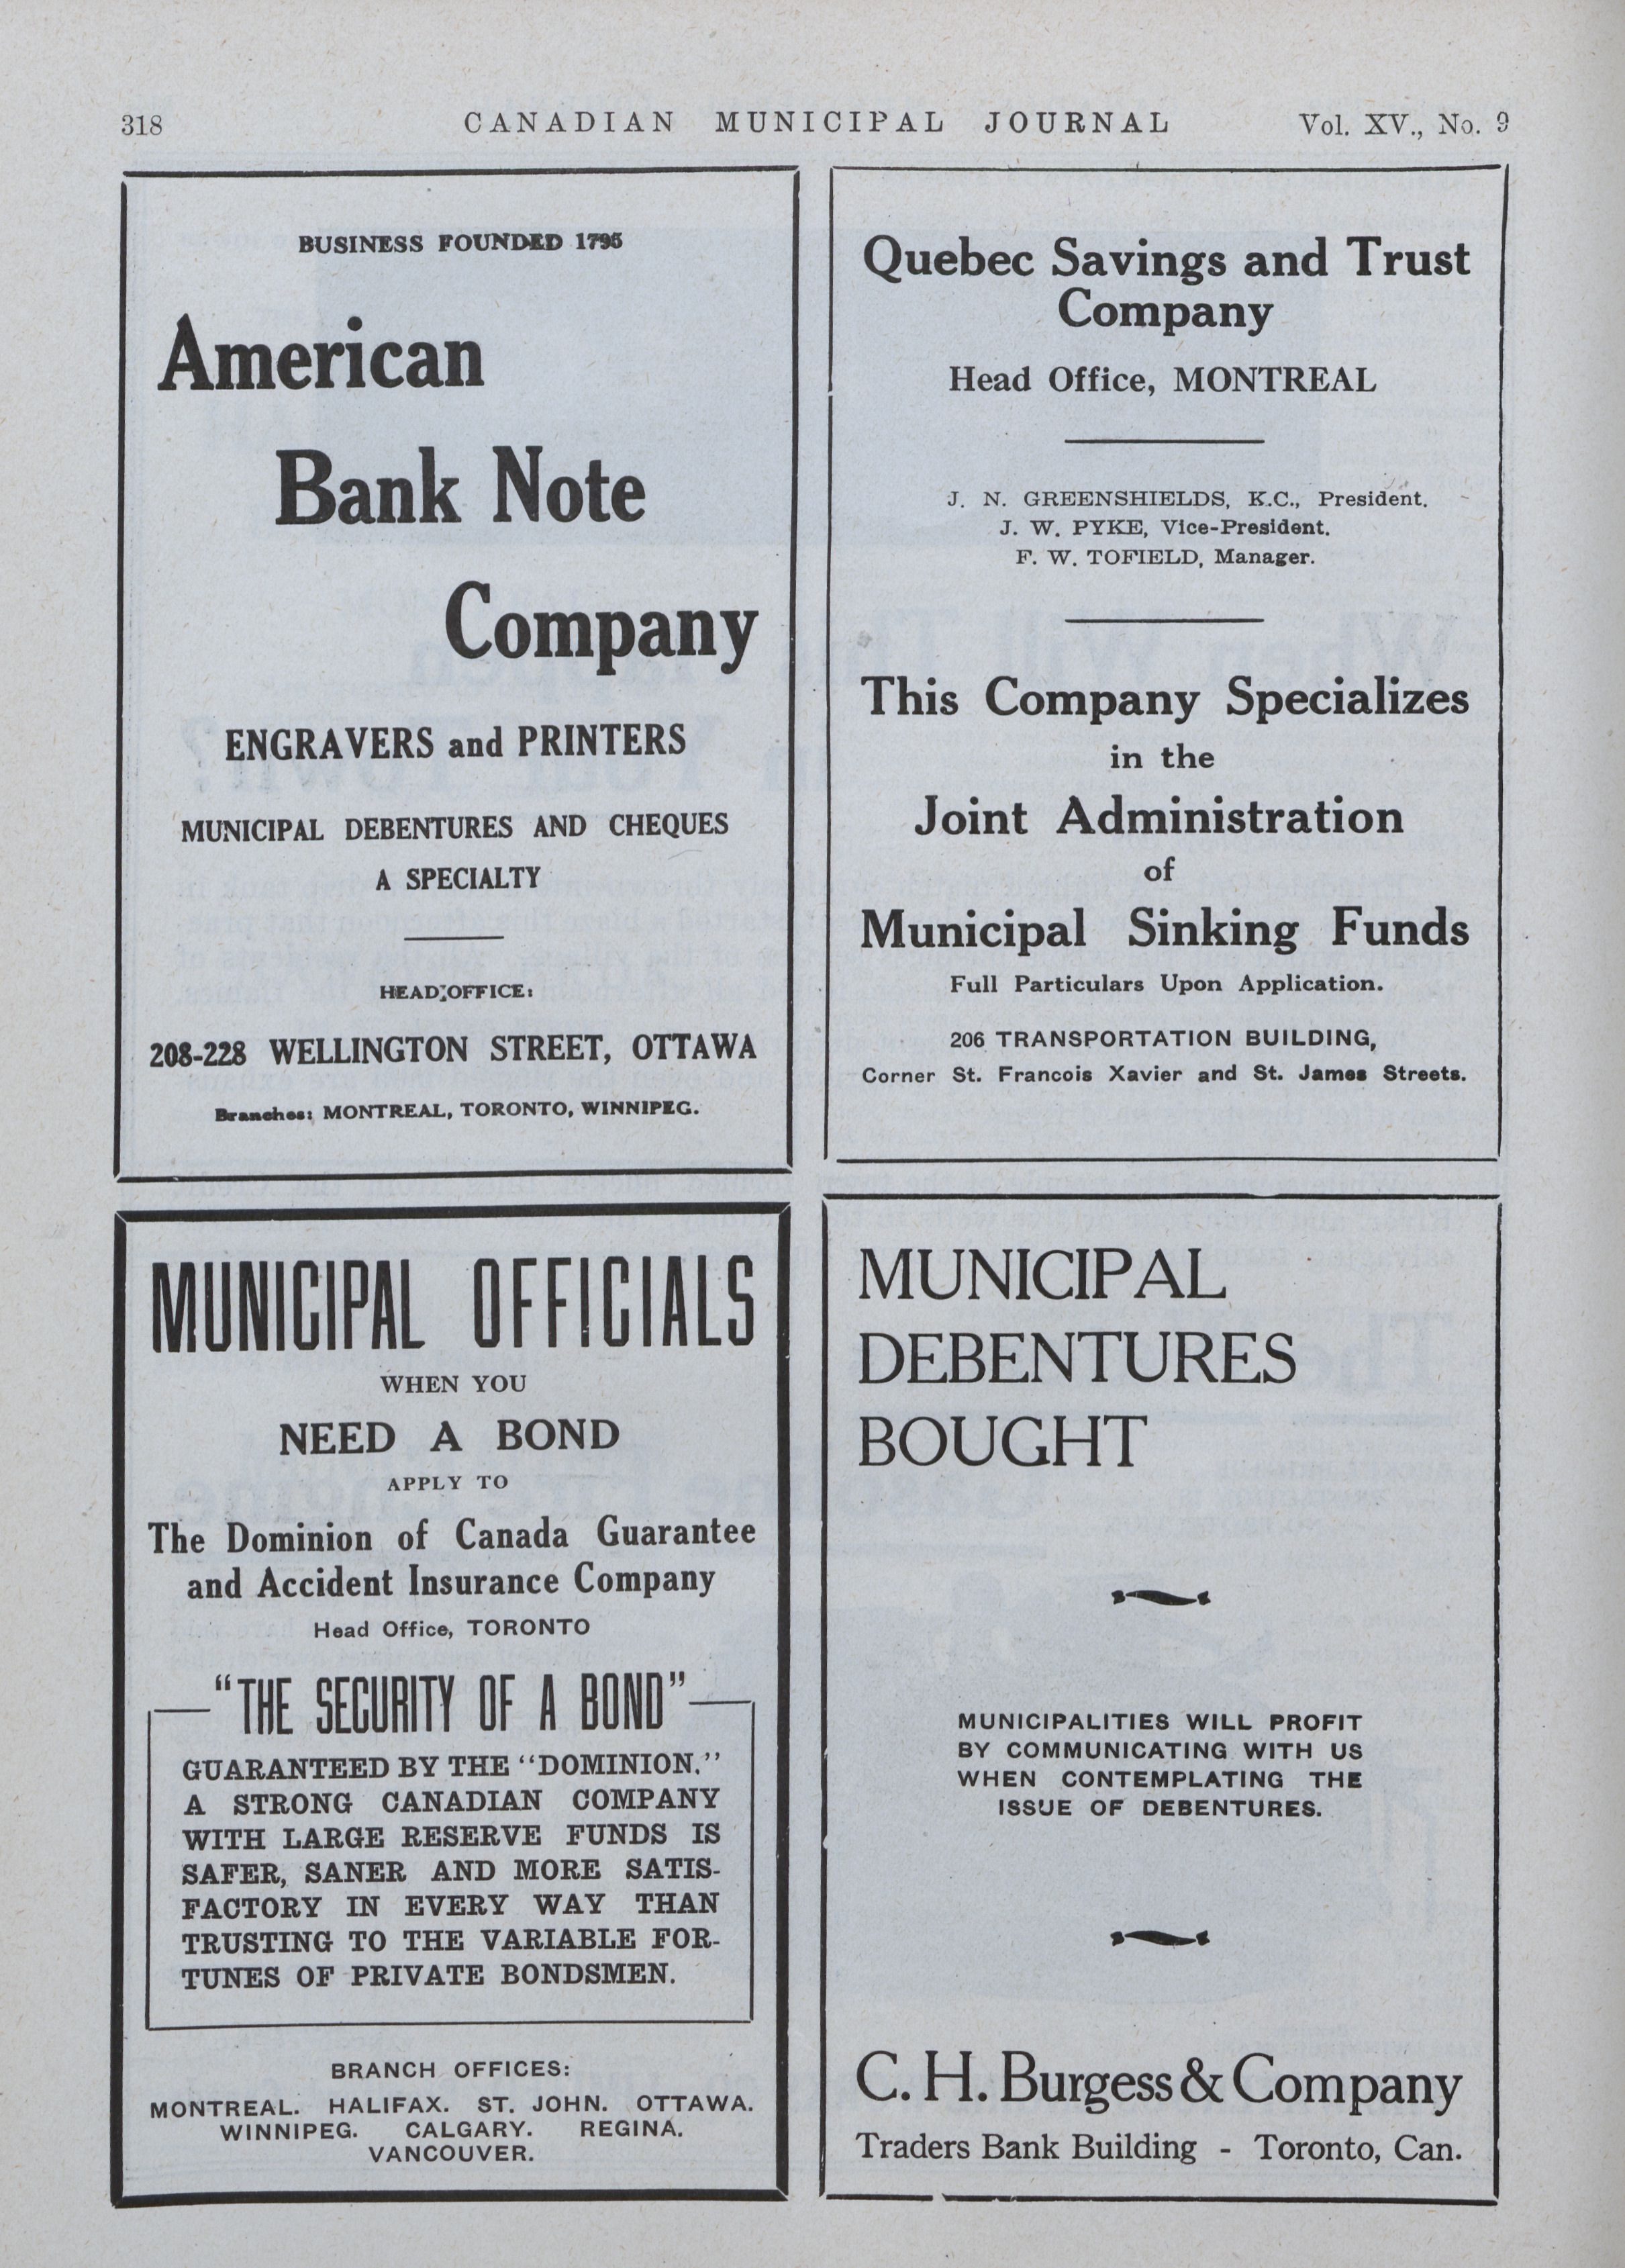 318 CANADIAN MUNICIPAL JOURNAL Vol. XV., No. 9
BUSINESS FOUNDED 1795
American
Bank Note
Company
ENGRAVERS and PRINTERS
MUNICIPAL DEBENTURES AND CHEQUES
A SPECIALTY
HEAD OFFICE:
208-228 WELLINGTON STREET, OTTAWA
Branches: MONTREAL, TORONTO, WINNIPEG.
Quebec Savings and Trust
Company
Head Office, MONTREAL
J. N. GREENSHIELDS, K.C., President.
J. W. PYKE, Vice-President.
F. W. TOFIELD, Manager.
This Company Specializes
in the
Joint Administration
of
Municipal Sinking Funds
Full Particulars Upon Application.
206 TRANSPORTATION BUILDING,
Corner St. Francois Xavier and St. James Streets.
MUNICIPAL OFFICIALS
WHEN YOU
NEED A BOND
APPLY TO
The Dominion of Canada Guarantee
and Accident Insurance Company
Head Office, TORONTO
"THE SECURITY OF A BOND"
GUARANTEED BY THE "DOMINION."
A STRONG CANADIAN COMPANY
WITH LARGE RESERVE FUNDS IS
SAFER, SANER AND MORE SATIS-
FACTORY IN EVERY WAY THAN
TRUSTING TO THE VARIABLE FOR-
TUNES OF PRIVATE BONDSMEN.
BRANCH OFFICES:
MONTREAL. HALIFAX. ST. JOHN. OTTAWA.
WINNIPEG. CALGARY. REGINA.
VANCOUVER.
MUNICIPAL
DEBENTURES
BOUGHT
MUNICIPALITIES WILL PROFIT
BY COMMUNICATING WITH US
WHEN CONTEMPLATING THE
ISSUE OF DEBENTURES.
C. H. Burgess & Company
Traders Bank Building - Toronto, Can.